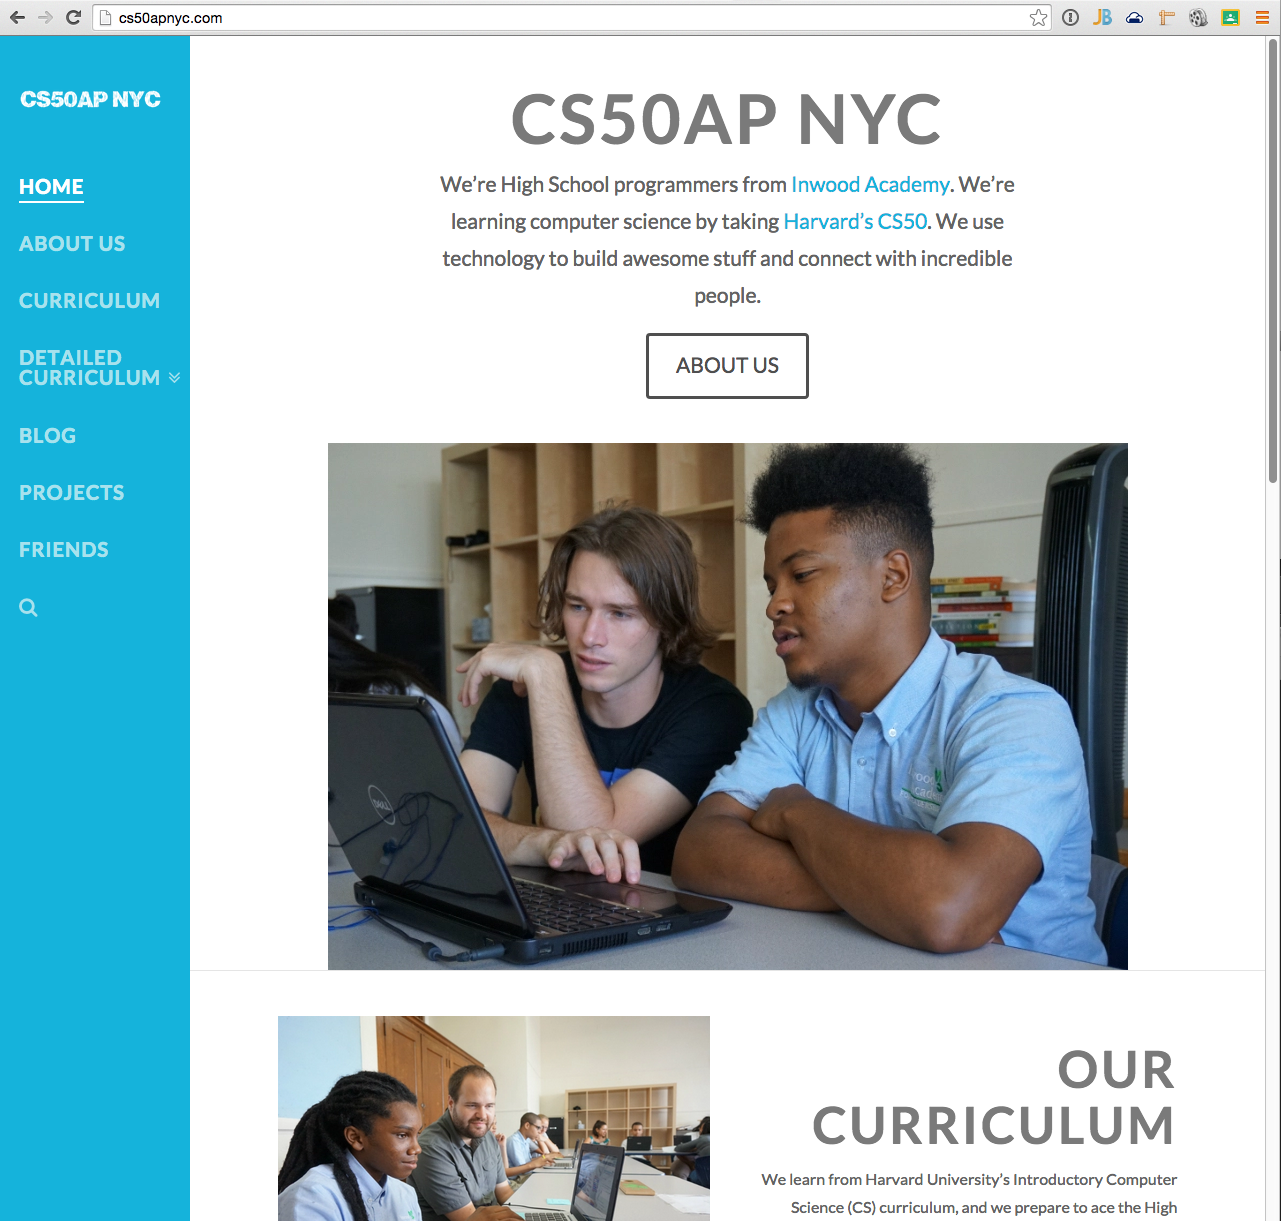 cs50apnyc.com
CS50AP NYC
HOME
ABOUT US
CURRICULUM
DETAILED
CURRICULUM
BLOG
PROJECTS
FRIENDS
CS50AP NYC
We’re High School programmers from Inwood Academy. We’re
learning computer science by taking Harvard’s CS50. We use
technology to build awesome stuff and connect with incredible
people.
ABOUT US
DELL
OUR
CURRICULUM
We learn from Harvard University’s Introductory Computer
Science (CS) curriculum, and we prepare to ace the High